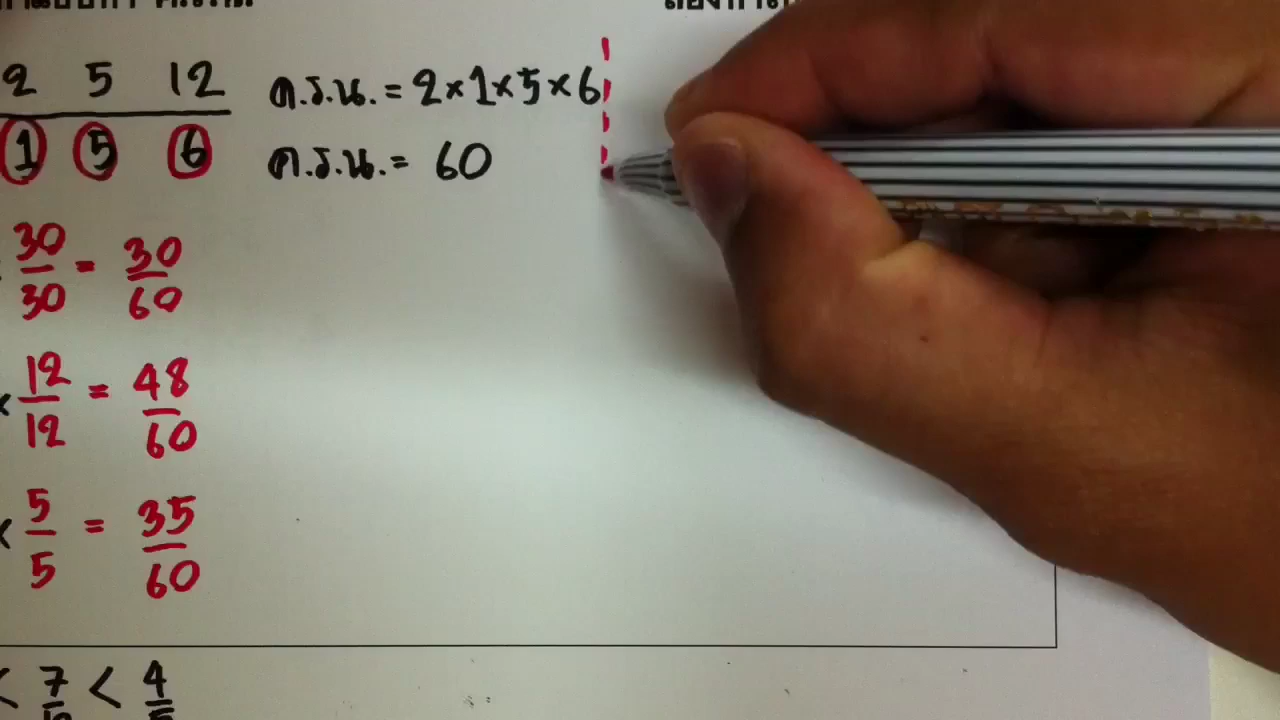 2 5 12
1 5 6
ค.ร.น. = 2×1×5×6
ค.ร.น. = 60
30/30 = 30/60
× 12/12 = 48/60
× 5/5 = 35/60
< 7/12 < 4/5